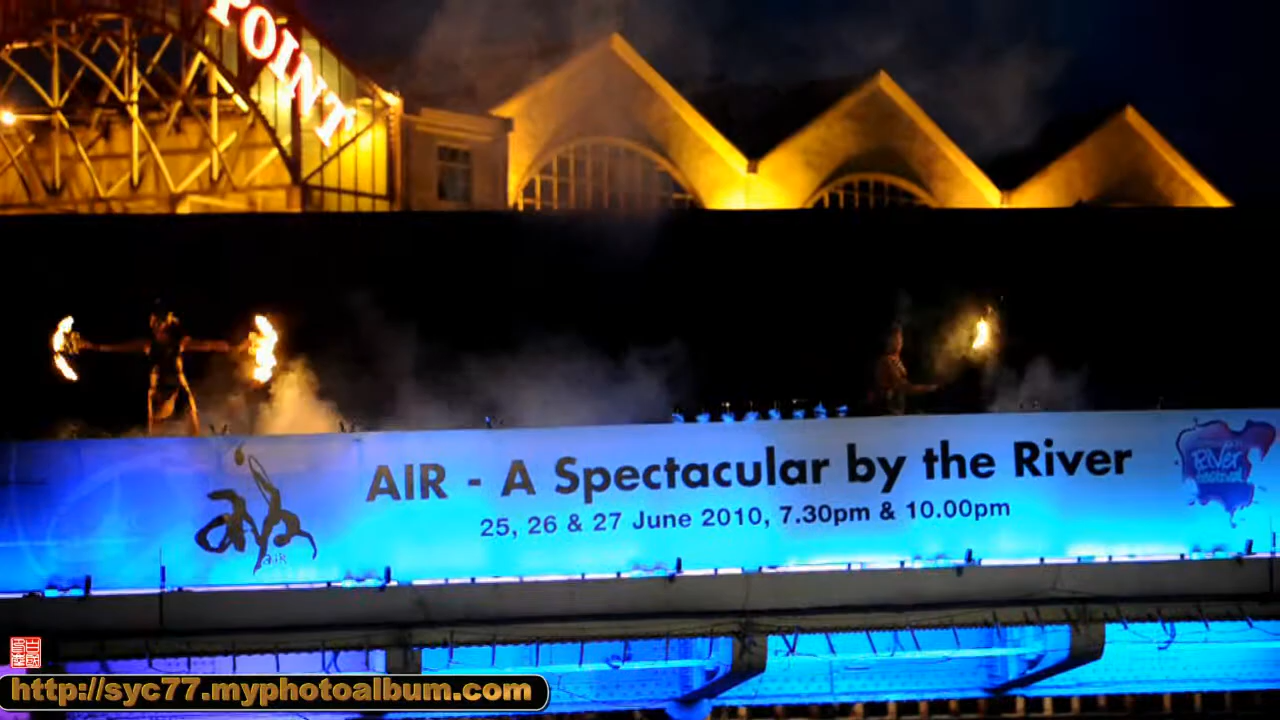 POINT
AIR - A Spectacular by the River
25, 26 & 27 June 2010, 7.30pm & 10.00pm
air
River
http://syc77.myphotoalbum.com